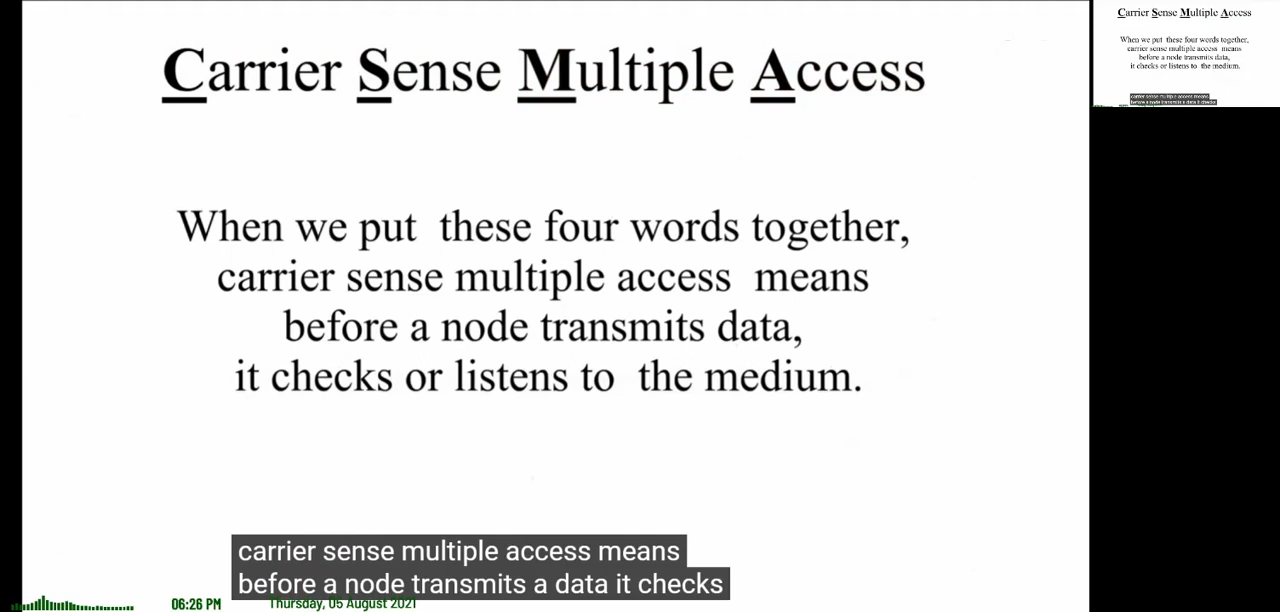 Carrier Sense Multiple Access
When we put these four words together,
carrier sense multiple access means
before a node transmits data,
it checks or listens to the medium.
carrier sense multiple access means
before a node transmits a data it checks
06:26 PM
Thursday, 05 August 2021
Carrier Sense Multiple Access
When we put these four words together,
carrier sense multiple access means
before a node transmits data,
it checks or listens to the medium.
carrier sense multiple access means
before a node transmits a data it checks